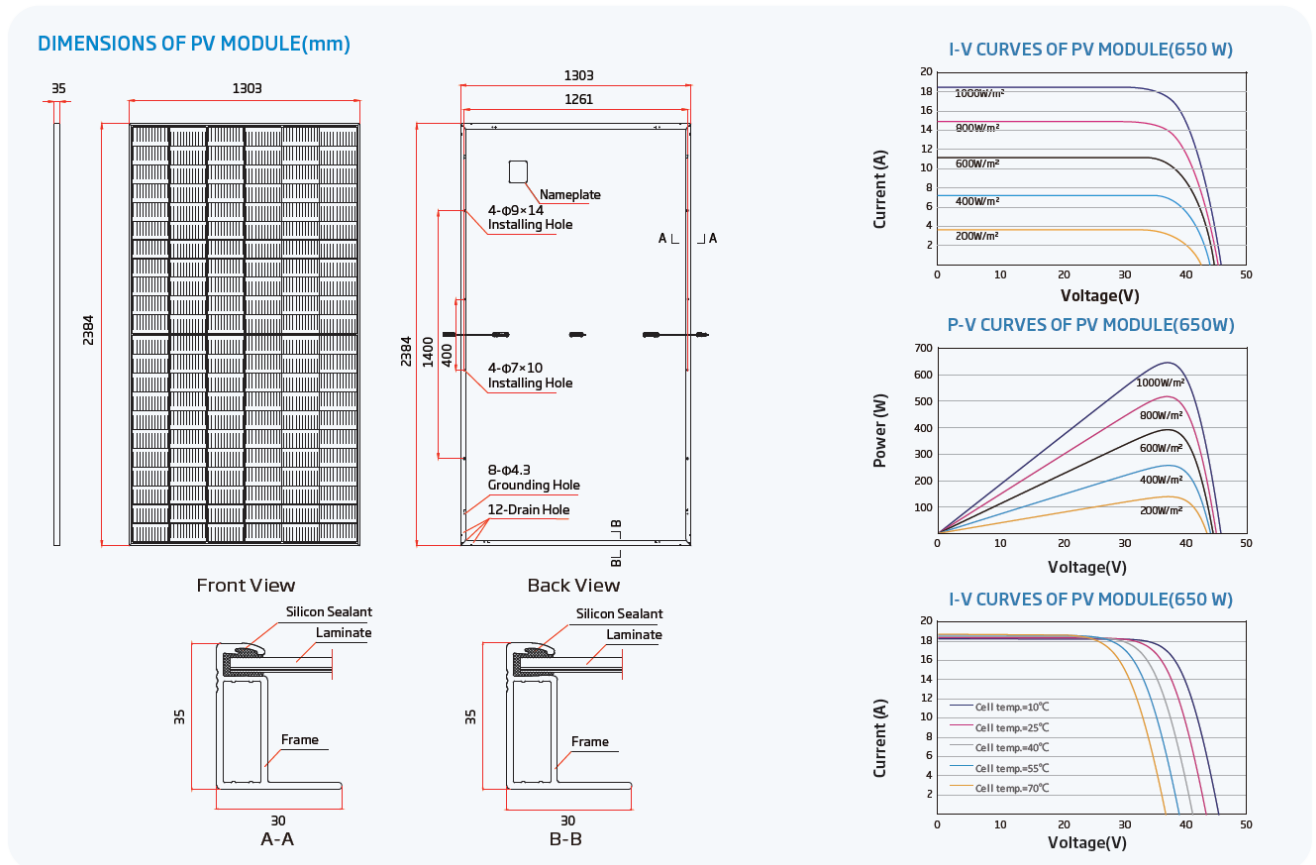 DIMENSIONS OF PV MODULE(mm)
35
1303
2384
Front View
1303
1261
Nameplate
4-φ9×14
Installing Hole
A
A
2384
1400
400
4-φ7×10
Installing Hole
8-φ4.3
Grounding Hole
12-Drain Hole
B
B
Back View
Silicon Sealant
Laminate
35
Frame
30
A-A
Silicon Sealant
Laminate
35
Frame
30
B-B
I-V CURVES OF PV MODULE(650 W)
Current (A)
20
18
16
14
12
10
8
6
4
2
1000W/m²
800W/m²
600W/m²
400W/m²
200W/m²
0
10
20
30
40
50
Voltage(V)
P-V CURVES OF PV MODULE(650W)
Power (W)
700
600
500
400
300
200
100
1000W/m²
800W/m²
600W/m²
400W/m²
200W/m²
0
10
20
30
40
50
Voltage(V)
I-V CURVES OF PV MODULE(650 W)
Current (A)
20
18
16
14
12
10
8
6
4
2
Cell temp.=10℃
Cell temp.=25℃
Cell temp.=40℃
Cell temp.=55℃
Cell temp.=70℃
0
10
20
30
40
50
Voltage(V)